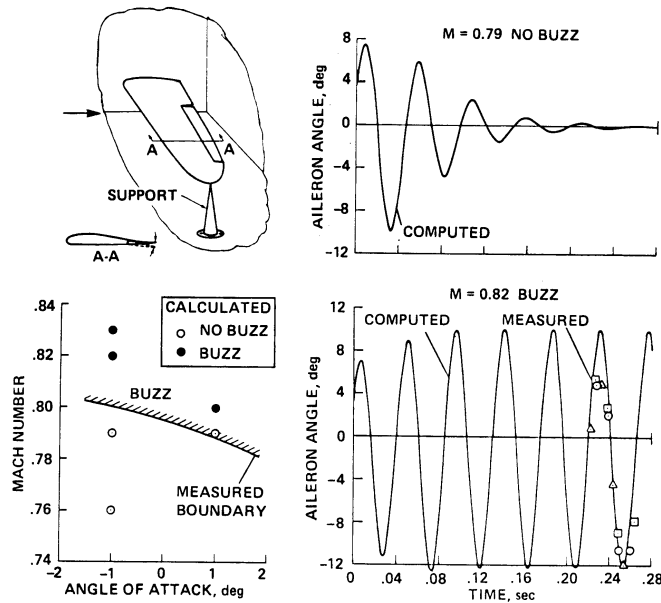 A
A
SUPPORT
A-A
M = 0.79 NO BUZZ
AILERON ANGLE, deg
8
4
0
-4
-8
-12
COMPUTED
CALCULATED
NO BUZZ
BUZZ
MACH NUMBER
.84
.82
.80
.78
.76
.74
BUZZ
MEASURED
BOUNDARY
-2
-1
0
1
2
ANGLE OF ATTACK, deg
M = 0.82 BUZZ
AILERON ANGLE, deg
12
8
4
0
-4
-8
-12
COMPUTED
MEASURED
0
.04
.08
.12
.16
.20
.24
.28
TIME, sec